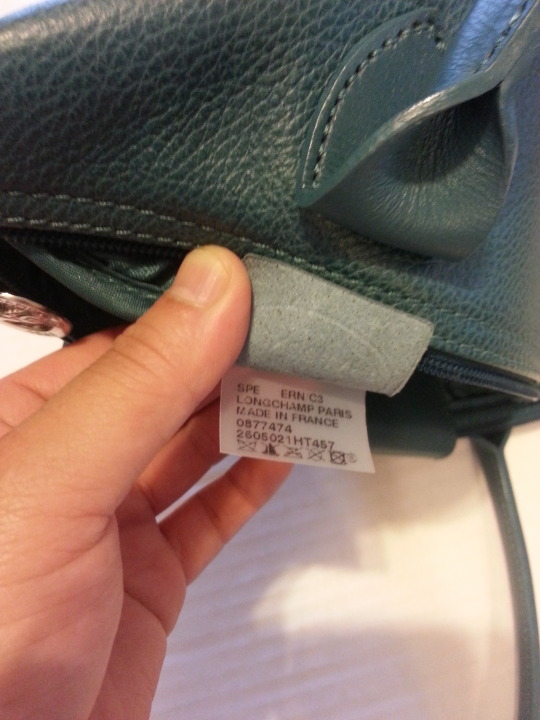 SPE ERN C3
LONGCHAMP PARIS
MADE IN FRANCE
0877474
2605021HT457